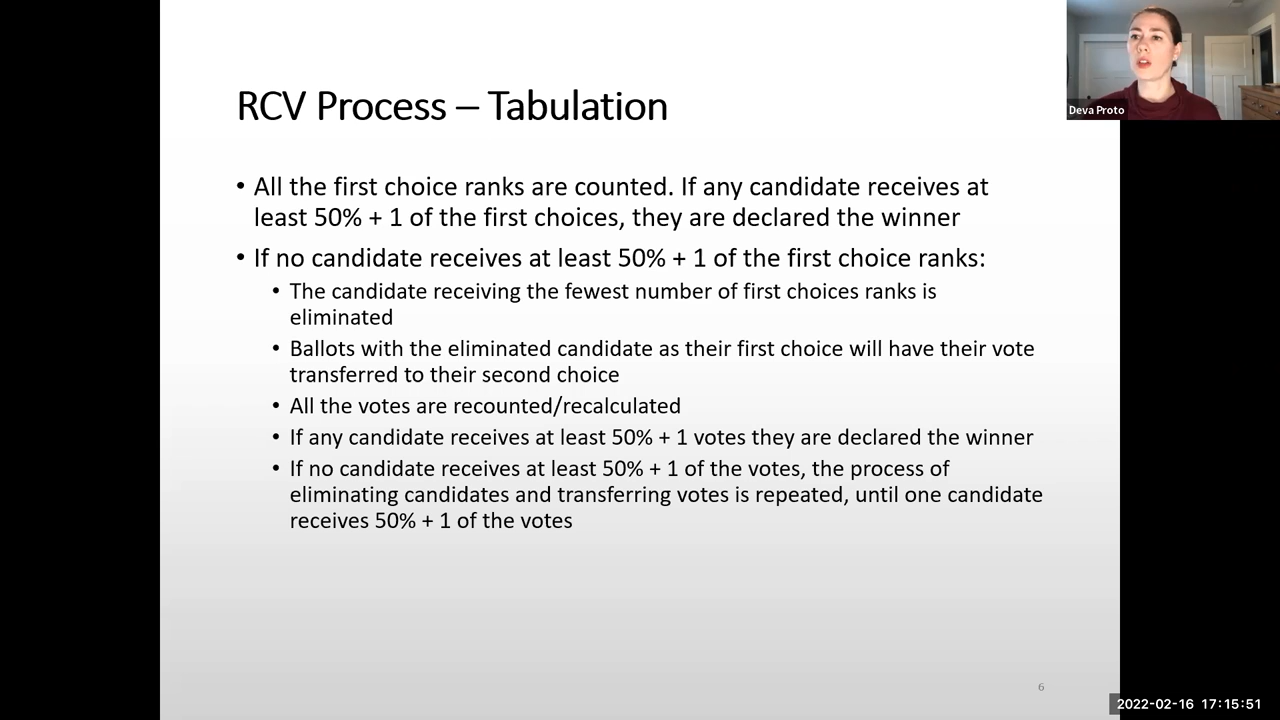 RCV Process – Tabulation
• All the first choice ranks are counted. If any candidate receives at
least 50% + 1 of the first choices, they are declared the winner
• If no candidate receives at least 50% + 1 of the first choice ranks:
• The candidate receiving the fewest number of first choices ranks is
eliminated
• Ballots with the eliminated candidate as their first choice will have their vote
transferred to their second choice
• All the votes are recounted/recalculated
• If any candidate receives at least 50% + 1 votes they are declared the winner
• If no candidate receives at least 50% + 1 of the votes, the process of
eliminating candidates and transferring votes is repeated, until one candidate
receives 50% + 1 of the votes
6
Deva Proto
2022-02-16 17:15:51